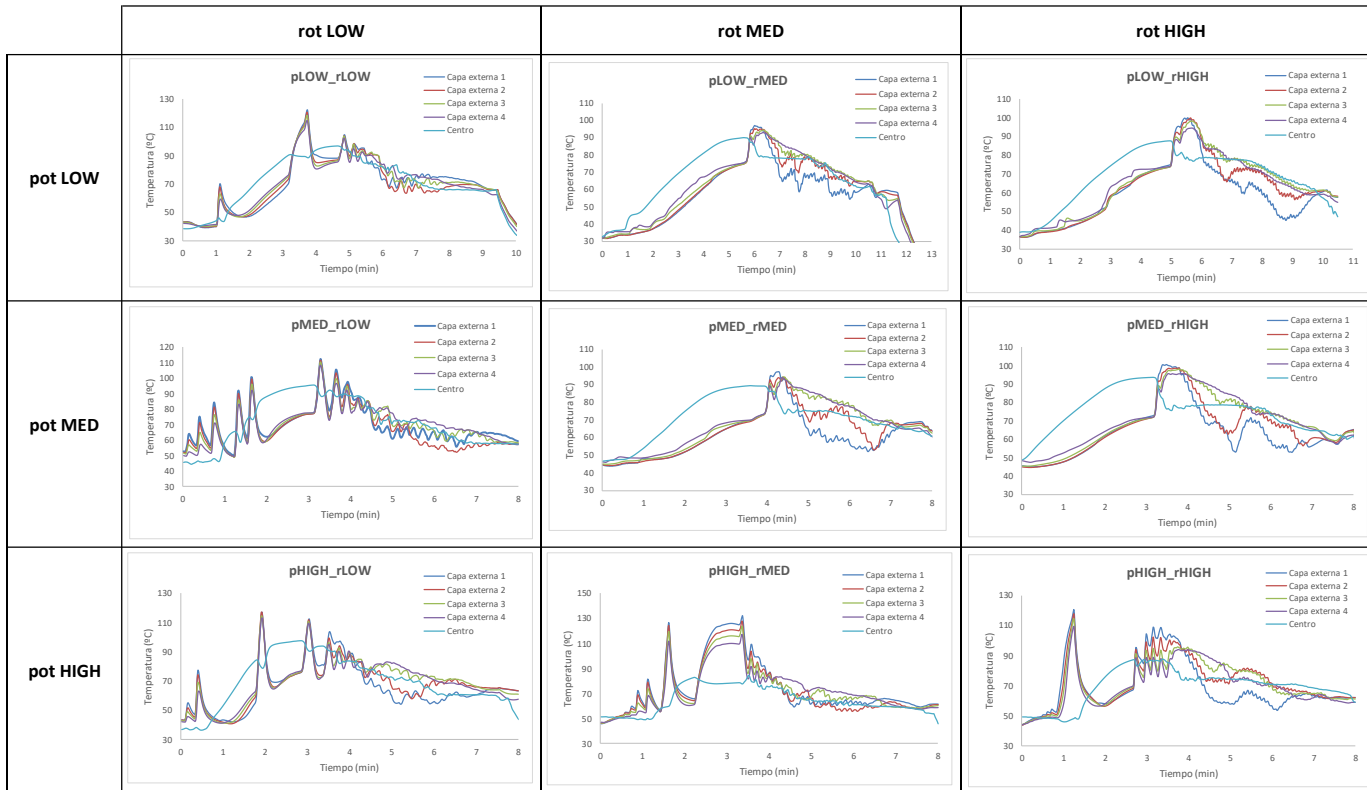 rot LOW
rot MED
rot HIGH
pot LOW
pLOW_rLOW
Capa externa 1
Capa externa 2
Capa externa 3
Capa externa 4
Centro
Temperatura (ºC)
130
110
90
70
50
30
0 1 2 3 4 5 6 7 8 9 10
Tiempo (min)
pLOW_rMED
Capa externa 1
Capa externa 2
Capa externa 3
Capa externa 4
Centro
Temperatura (ºC)
110
100
90
80
70
60
50
40
30
0 1 2 3 4 5 6 7 8 9 10 11 12 13
Tiempo (min)
pLOW_rHIGH
Capa externa 1
Capa externa 2
Capa externa 3
Capa externa 4
Centro
Temperatura (ºC)
110
100
90
80
70
60
50
40
30
0 1 2 3 4 5 6 7 8 9 10 11
Tiempo (min)
pot MED
pMED_rLOW
Capa externa 1
Capa externa 2
Capa externa 3
Capa externa 4
Centro
Temperatura (ºC)
120
110
100
90
80
70
60
50
40
30
0 1 2 3 4 5 6 7 8
Tiempo (min)
pMED_rMED
Capa externa 1
Capa externa 2
Capa externa 3
Capa externa 4
Centro
Temperatura (ºC)
110
100
90
80
70
60
50
40
30
0 1 2 3 4 5 6 7 8
Tiempo (min)
pMED_rHIGH
Capa externa 1
Capa externa 2
Capa externa 3
Capa externa 4
Centro
Temperatura (ºC)
110
100
90
80
70
60
50
40
30
0 1 2 3 4 5 6 7 8
Tiempo (min)
pot HIGH
pHIGH_rLOW
Capa externa 1
Capa externa 2
Capa externa 3
Capa externa 4
Centro
Temperatura (ºC)
130
110
90
70
50
30
0 1 2 3 4 5 6 7 8
Tiempo (min)
pHIGH_rMED
Capa externa 1
Capa externa 2
Capa externa 3
Capa externa 4
Centro
Temperatura (ºC)
150
130
110
90
70
50
30
0 1 2 3 4 5 6 7 8
Tiempo (min)
pHIGH_rHIGH
Capa externa 1
Capa externa 2
Capa externa 3
Capa externa 4
Centro
Temperatura (ºC)
130
110
90
70
50
30
0 1 2 3 4 5 6 7 8
Tiempo (min)